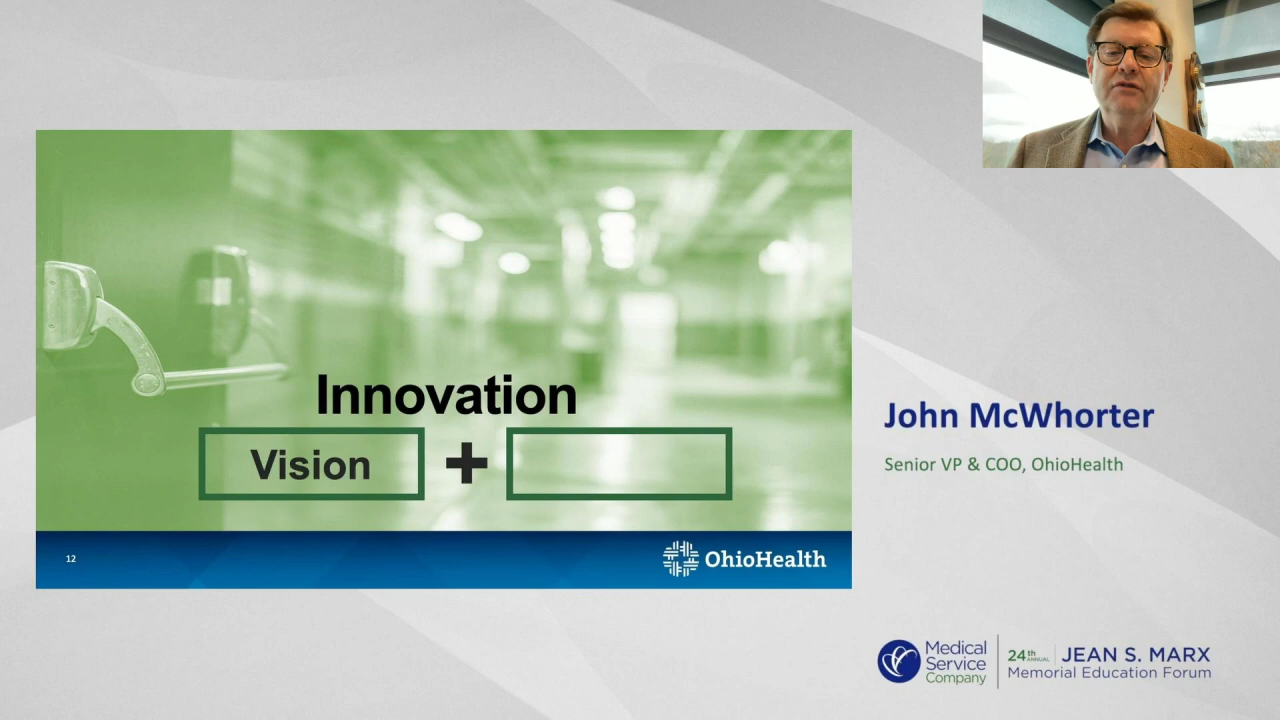 Innovation
Vision +
12
OhioHealth
John McWhorter
Senior VP & COO, OhioHealth
Medical
Service
Company
24th ANNUAL
JEAN S. MARX
Memorial Education Forum